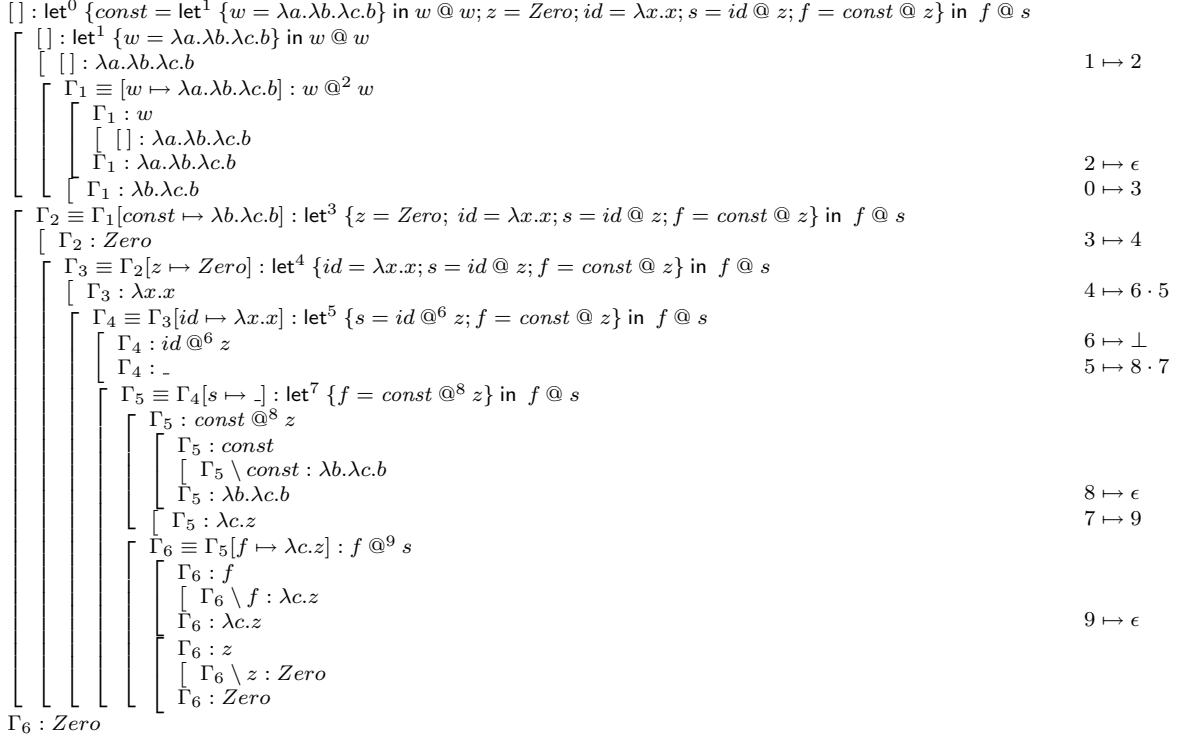 [ ] : let⁰ {const = let¹ {w = λa.λb.λc.b} in w @ w; z = Zero; id = λx.x; s = id @ z; f = const @ z} in f @ s
[ ] : let¹ {w = λa.λb.λc.b} in w @ w
[ ] : λa.λb.λc.b 1 ↦ 2
Γ₁ ≡ [w ↦ λa.λb.λc.b] : w @² w
Γ₁ : w
[ ] : λa.λb.λc.b
Γ₁ : λa.λb.λc.b 2 ↦ ϵ
Γ₁ : λb.λc.b 0 ↦ 3
Γ₂ ≡ Γ₁[const ↦ λb.λc.b] : let³ {z = Zero; id = λx.x; s = id @ z; f = const @ z} in f @ s
Γ₂ : Zero 3 ↦ 4
Γ₃ ≡ Γ₂[z ↦ Zero] : let⁴ {id = λx.x; s = id @ z; f = const @ z} in f @ s
Γ₃ : λx.x 4 ↦ 6 · 5
Γ₄ ≡ Γ₃[id ↦ λx.x] : let⁵ {s = id @⁶ z; f = const @ z} in f @ s
Γ₄ : id @⁶ z 6 ↦ ⊥
Γ₄ : _ 5 ↦ 8 · 7
Γ₅ ≡ Γ₄[s ↦ _] : let⁷ {f = const @⁸ z} in f @ s
Γ₅ : const @⁸ z
Γ₅ : const
Γ₅ \ const : λb.λc.b
Γ₅ : λb.λc.b 8 ↦ ϵ
Γ₅ : λc.z 7 ↦ 9
Γ₆ ≡ Γ₅[f ↦ λc.z] : f @⁹ s
Γ₆ : f
Γ₆ \ f : λc.z
Γ₆ : λc.z 9 ↦ ϵ
Γ₆ : z
Γ₆ \ z : Zero
Γ₆ : Zero
Γ₆ : Zero